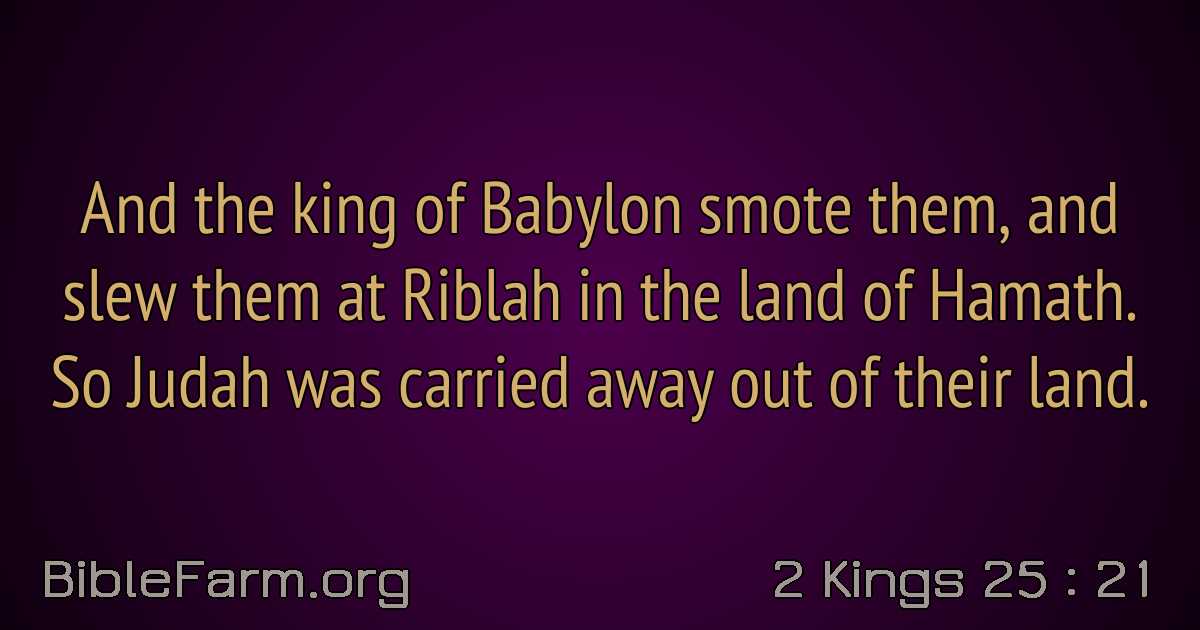 And the king of Babylon smote them, and
slew them at Riblah in the land of Hamath.
So Judah was carried away out of their land.
BibleFarm.org
2 Kings 25 : 21